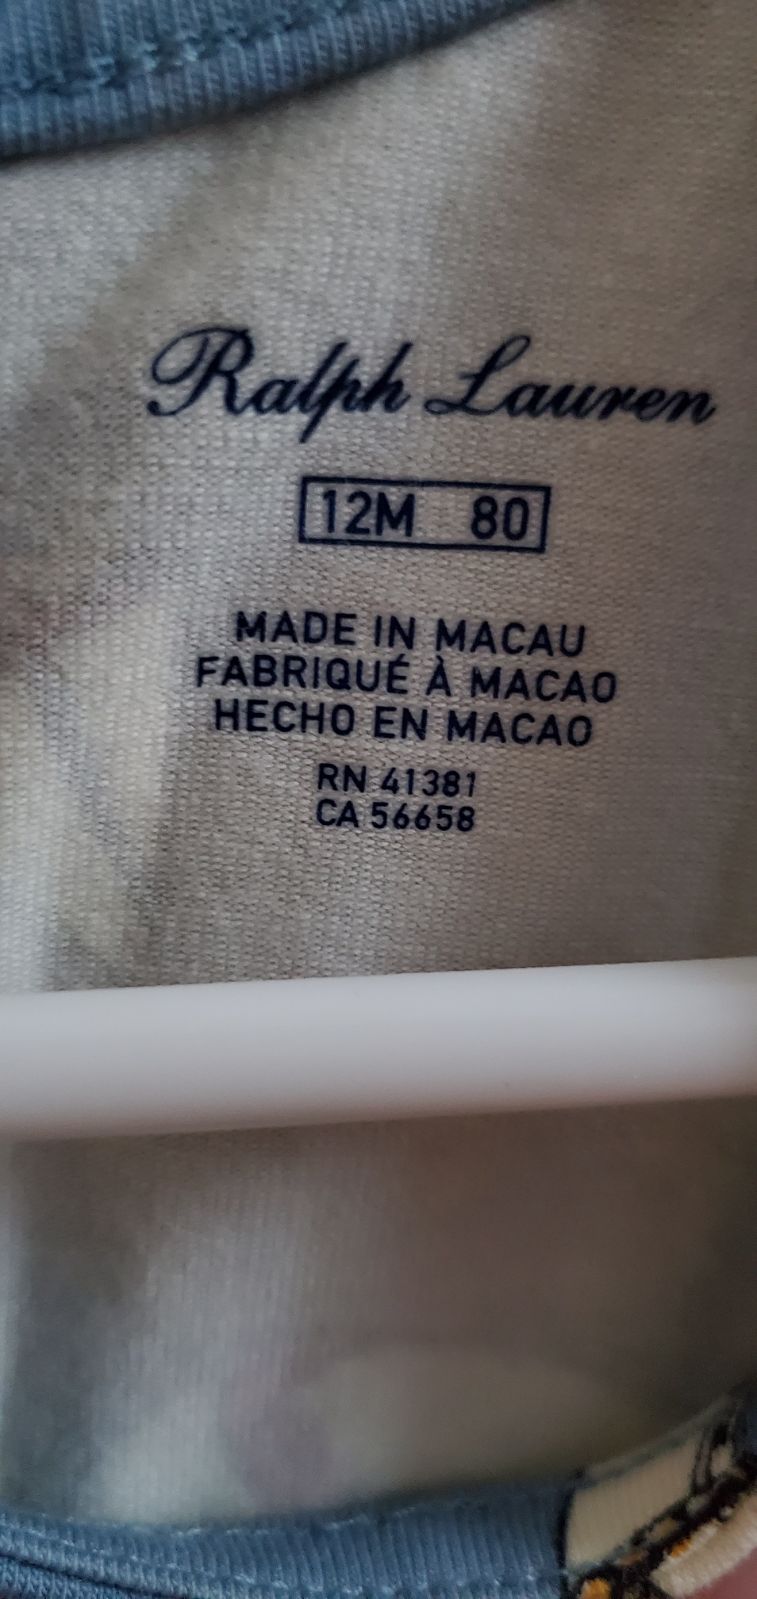 Ralph Lauren
12M 80
MADE IN MACAU
FABRIQUÉ À MACAO
HECHO EN MACAO
RN 41381
CA 56658